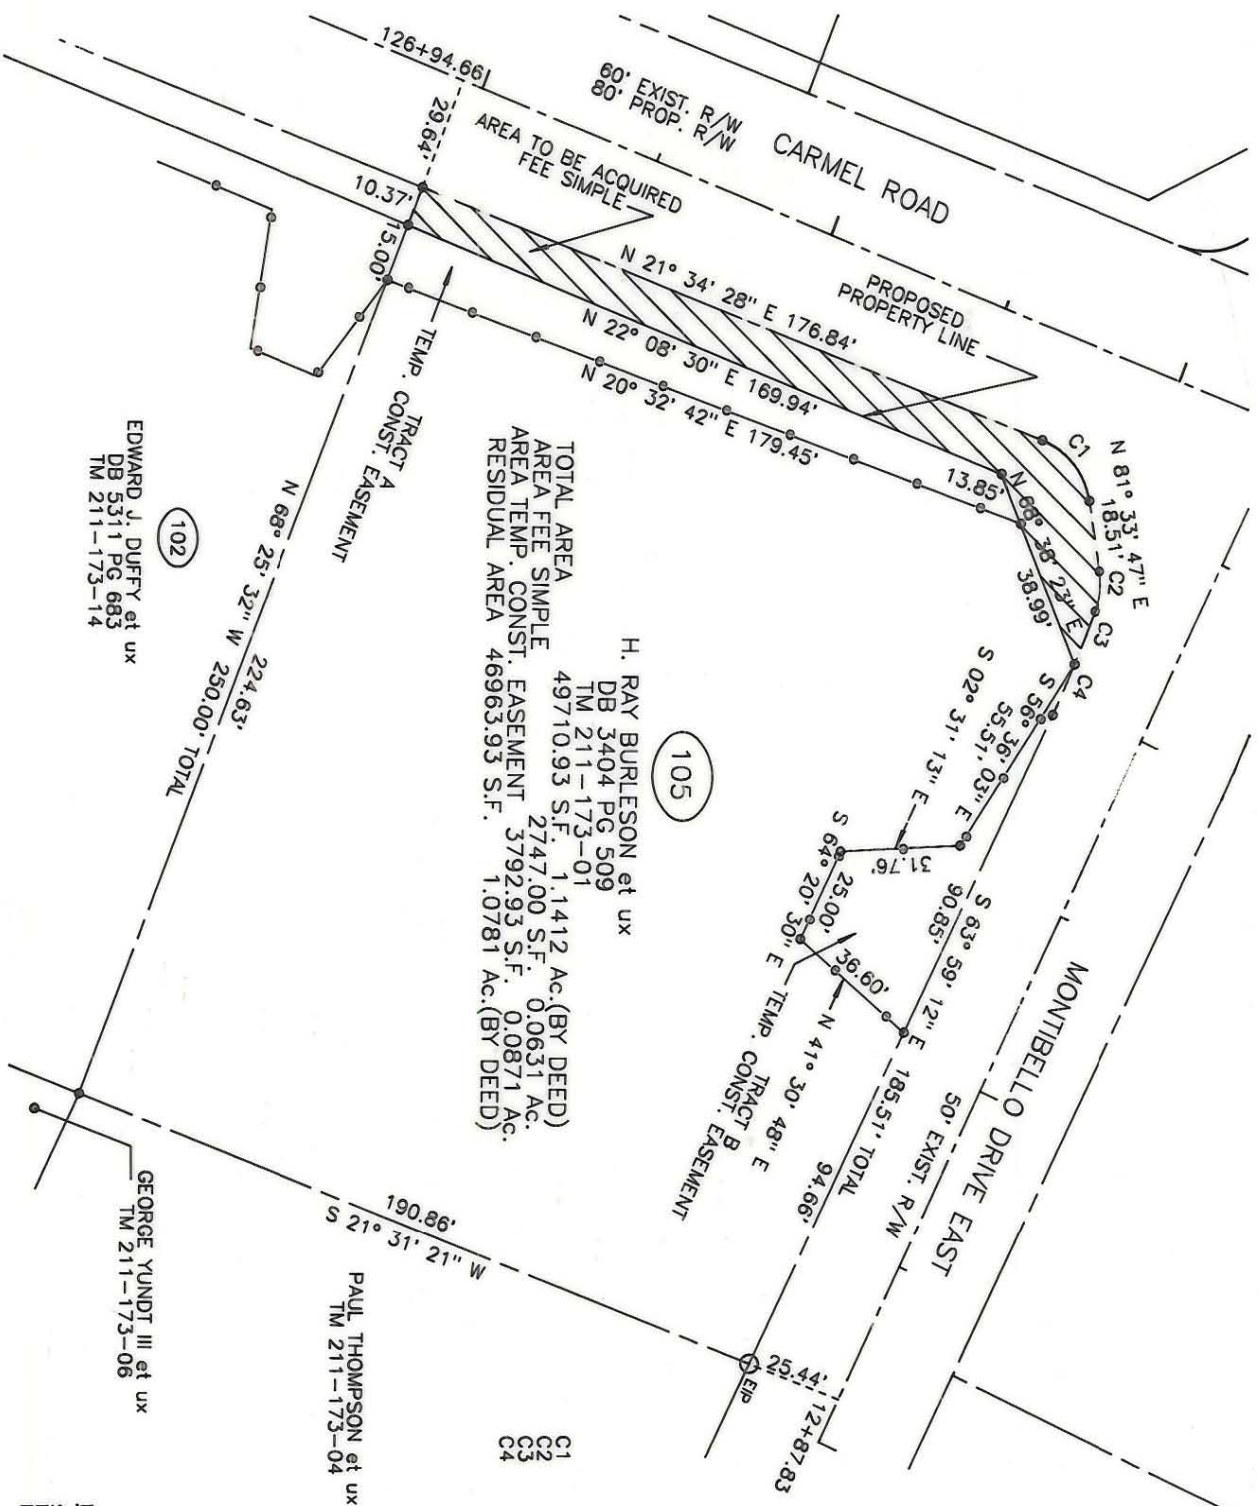 126+94.66
29.64'
60' EXIST. R/W
80' PROP. R/W
CARMEL ROAD
AREA TO BE ACQUIRED
FEE SIMPLE
10.37'
15.00'
N 21° 34' 28" E 176.84'
PROPOSED
PROPERTY LINE
N 22° 08' 30" E 169.94'
N 20° 32' 42" E 179.45'
13.85'
C1
N 81° 33' 47" E
18.51'
C2
C3
C4
N 68° 38' 23" E
38.99'
TRACT A
TEMP. CONST. EASEMENT
S 56° 36' 03" E
55.51'
S 02° 31' 13" E
31.76'
S 64° 20' 30" E
25.00'
36.60'
N 41° 30' 48" E
TRACT B
TEMP. CONST. EASEMENT
S 63° 59' 12" E
90.85'
185.51' TOTAL
94.66'
MONTIBELLO DRIVE EAST
50' EXIST. R/W
105
H. RAY BURLESON et ux
DB 3404 PG 509
TM 211-173-01
TOTAL AREA 49710.93 S.F. 1.1412 Ac.(BY DEED)
AREA FEE SIMPLE 2747.00 S.F. 0.0631 Ac.
AREA TEMP. CONST. EASEMENT 3792.93 S.F. 0.0871 Ac.
RESIDUAL AREA 46963.93 S.F. 1.0781 Ac.(BY DEED)
102
EDWARD J. DUFFY et ux
DB 5311 PG 683
TM 211-173-14
N 68° 25' 32" W
224.63'
250.00' TOTAL
190.86'
S 21° 31' 21" W
25.44'
EIP
12+87.83
GEORGE YUNDT III et ux
TM 211-173-06
PAUL THOMPSON et ux
TM 211-173-04
C1
C2
C3
C4